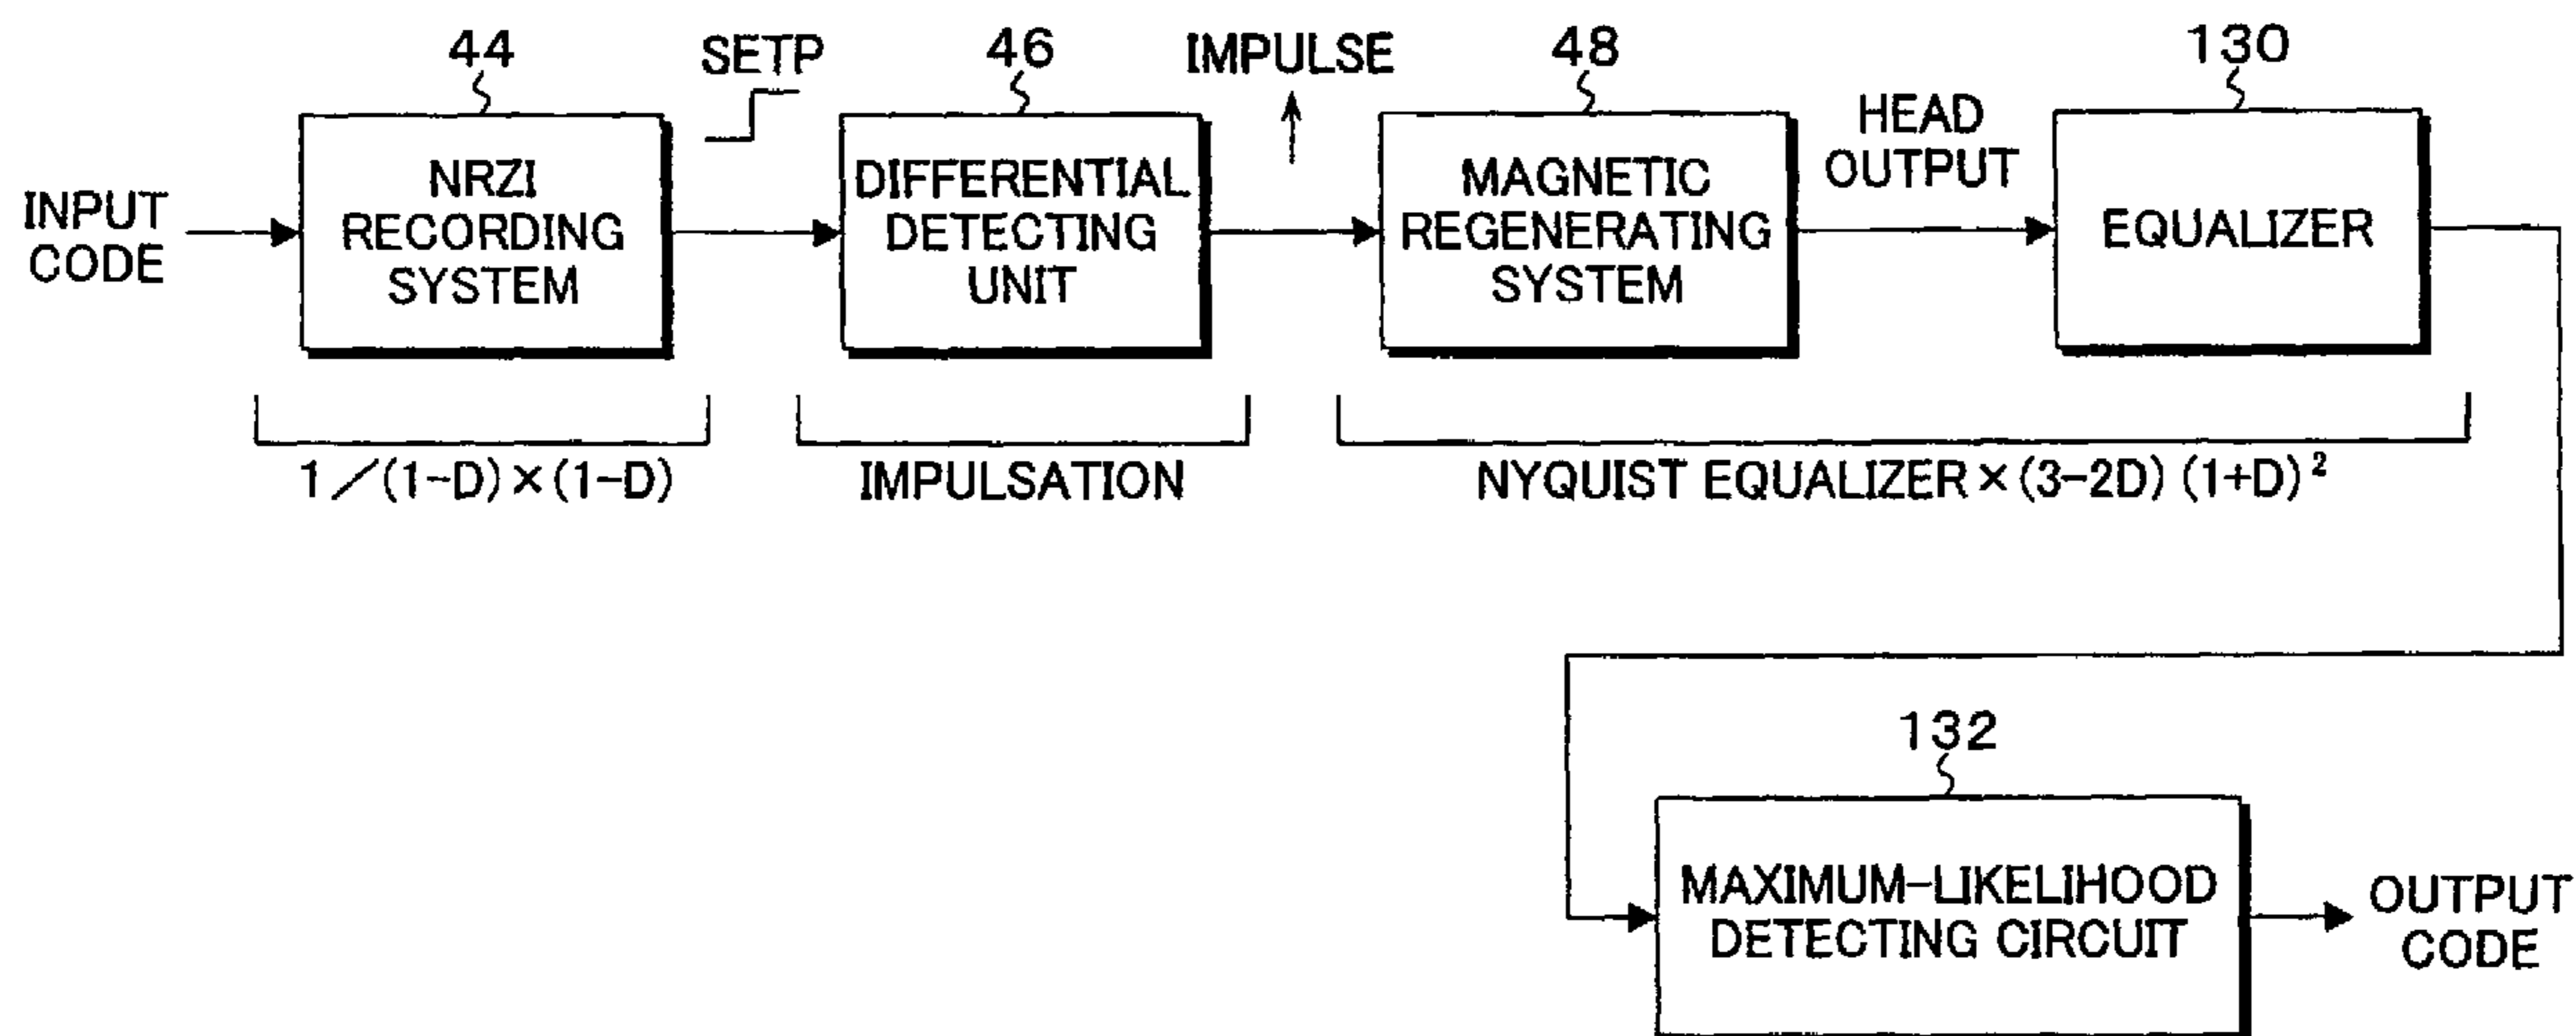 44
SETP
46
IMPULSE
48
130
INPUT
CODE
NRZI
RECORDING
SYSTEM
DIFFERENTIAL
DETECTING
UNIT
MAGNETIC
REGENERATING
SYSTEM
HEAD
OUTPUT
EQUALIZER
1/(1-D)×(1-D)
IMPULSATION
NYQUIST EQUALIZER×(3-2D) (1+D)²
132
MAXIMUM-LIKELIHOOD
DETECTING CIRCUIT
OUTPUT
CODE